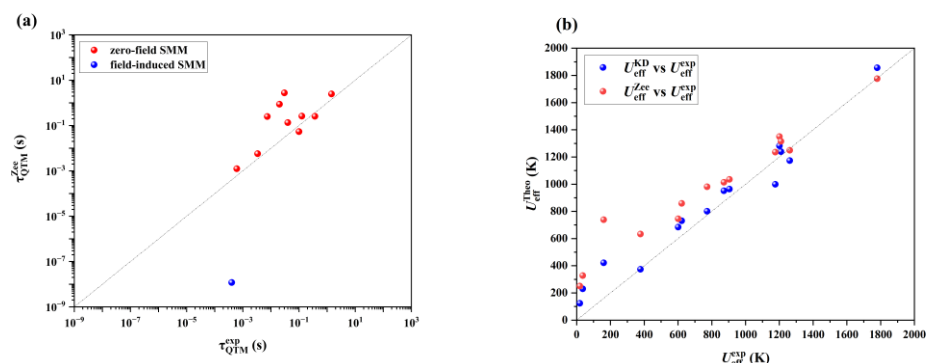 (a)
10³
zero-field SMM
field-induced SMM
10¹
10⁻¹
10⁻³
10⁻⁵
10⁻⁷
10⁻⁹
τ_QTM^Zee (s)
10⁻⁹ 10⁻⁷ 10⁻⁵ 10⁻³ 10⁻¹ 10¹ 10³
τ_QTM^exp (s)
(b)
2000
U_eff^KD vs U_eff^exp
U_eff^Zee vs U_eff^exp
1800
1600
1400
1200
1000
800
600
400
200
0
U_eff^Theo (K)
0 200 400 600 800 1000 1200 1400 1600 1800 2000
U_eff^exp (K)